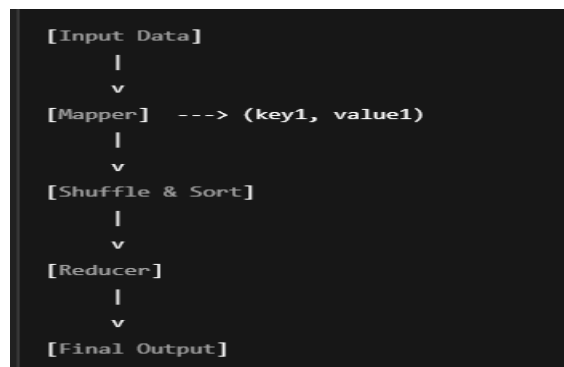 [Input Data]
|
v
[Mapper] ---> (key1, value1)
|
v
[Shuffle & Sort]
|
v
[Reducer]
|
v
[Final Output]